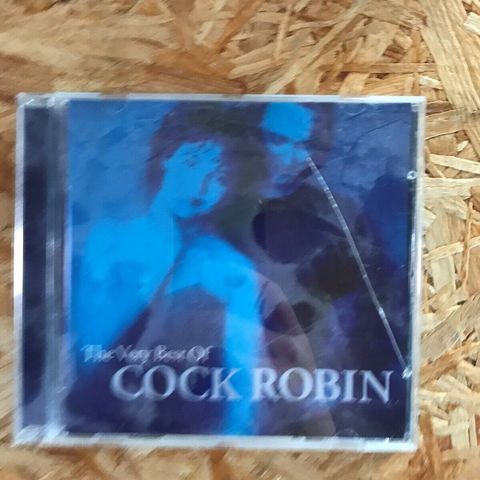 The Very Best Of
COCK ROBIN